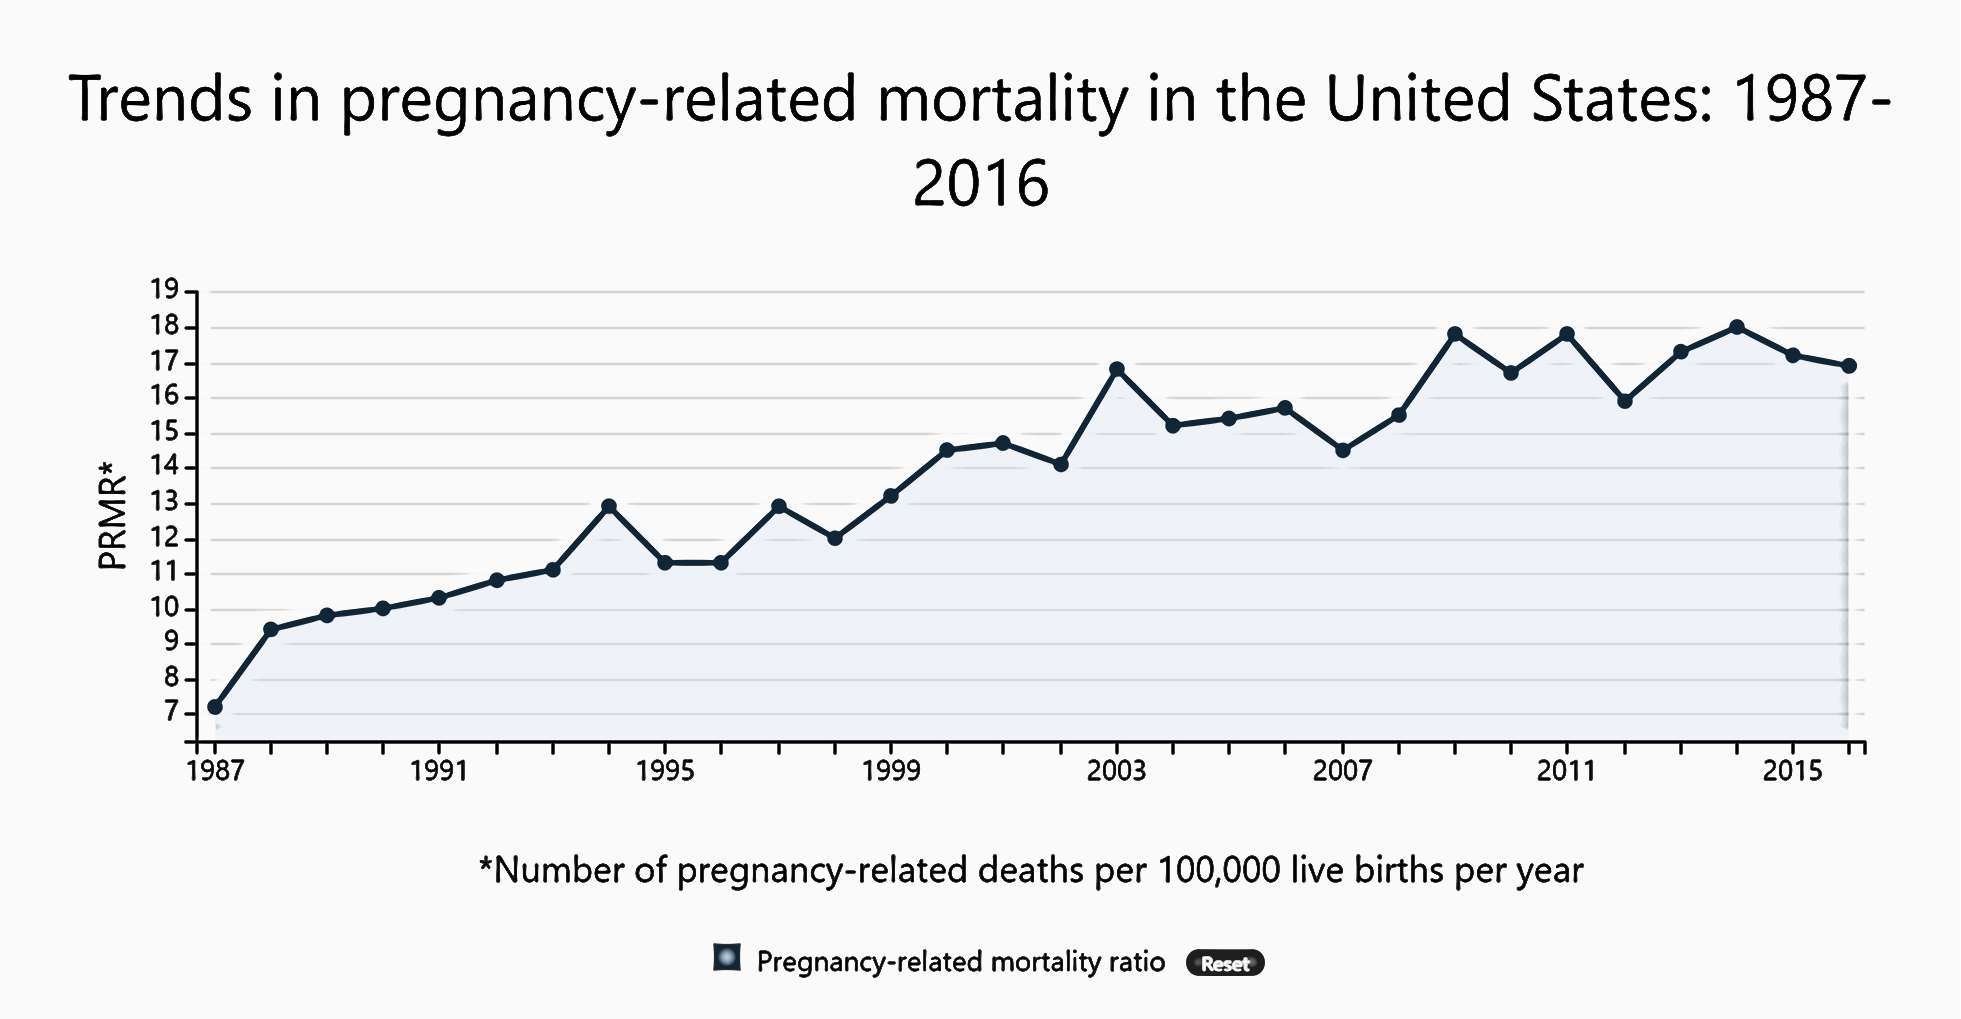 Trends in pregnancy-related mortality in the United States: 1987-
2016
19
18
17
16
15
14
13
12
11
10
9
8
7
PRMR*
1987 1991 1995 1999 2003 2007 2011 2015
*Number of pregnancy-related deaths per 100,000 live births per year
Pregnancy-related mortality ratio Reset